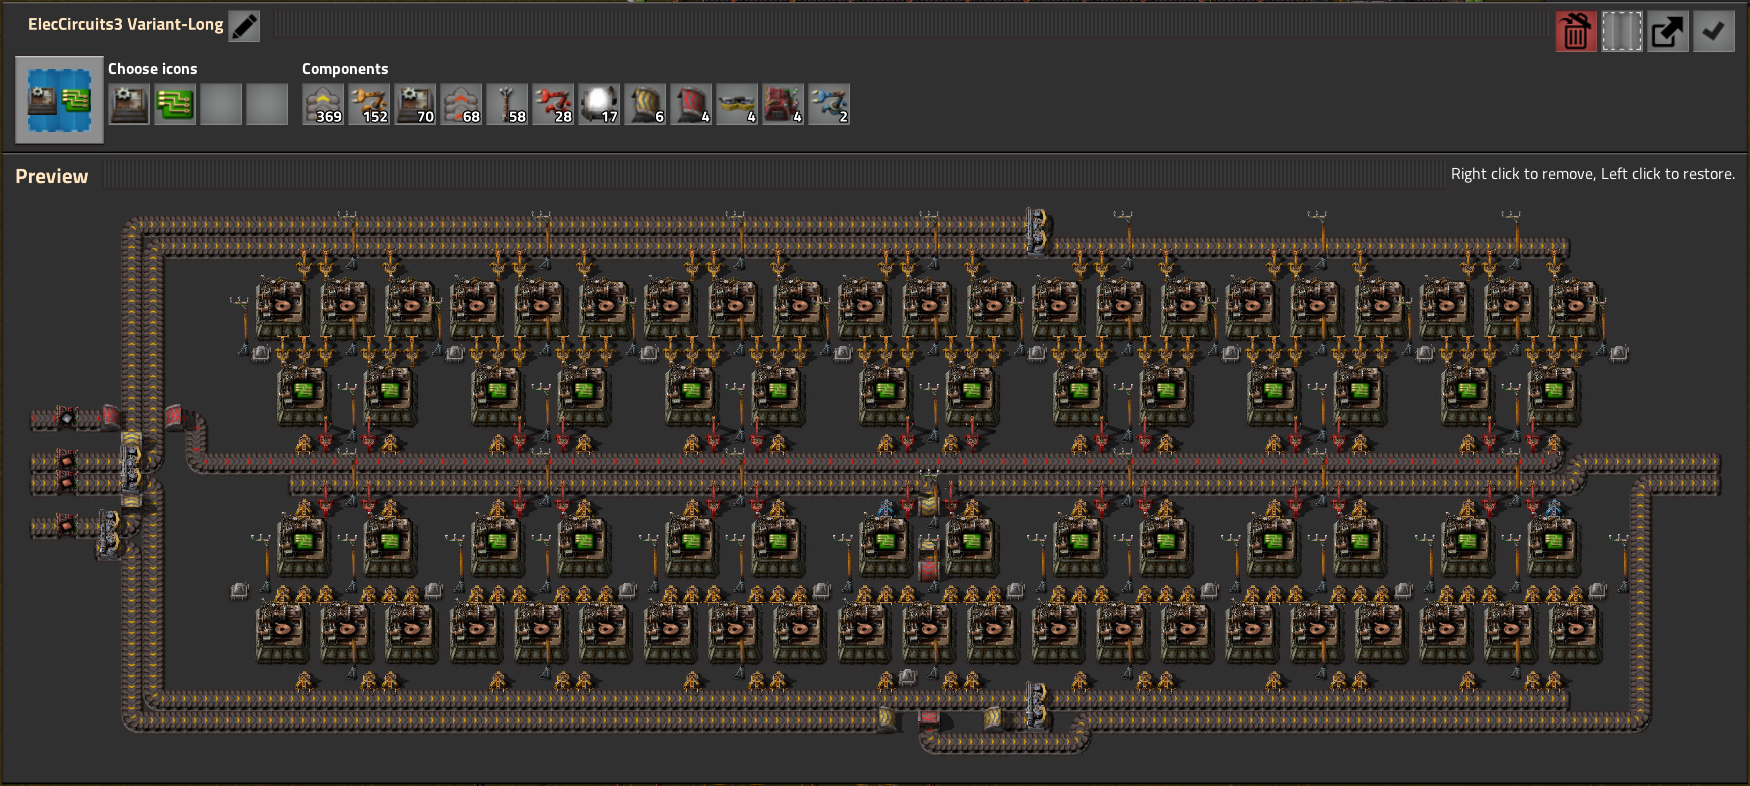 ElecCircuits3 Variant-Long
Choose icons
Components
369 152 70 68 58 28 17 6 4 4 4 2
Preview
Right click to remove, Left click to restore.